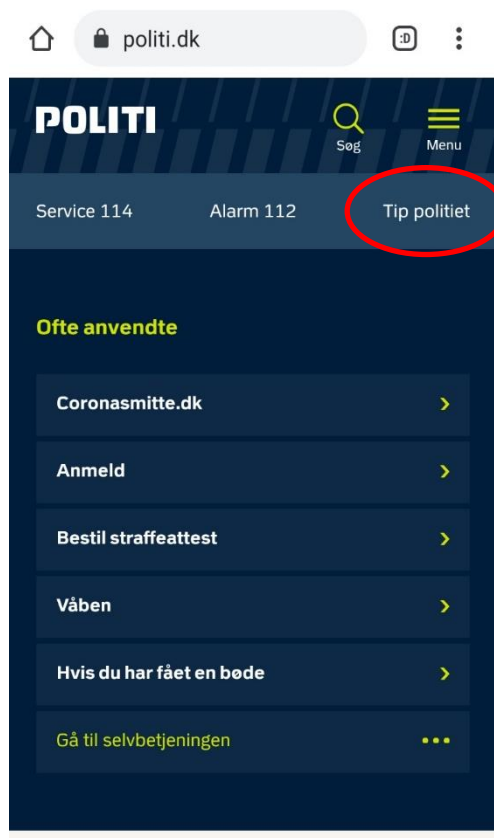 politi.dk
:D
POLITI
Søg
Menu
Service 114 Alarm 112 Tip politiet
Ofte anvendte
Coronasmitte.dk
Anmeld
Bestil straffeattest
Våben
Hvis du har fået en bøde
Gå til selvbetjeningen